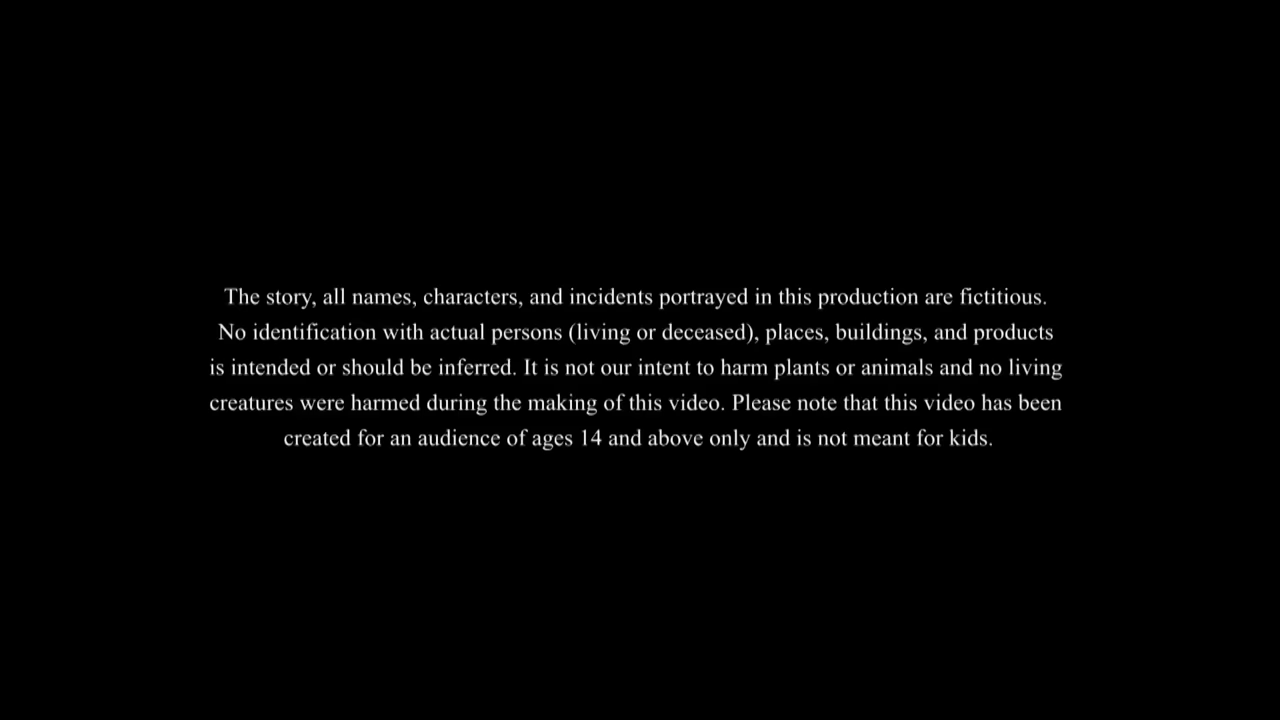 The story, all names, characters, and incidents portrayed in this production are fictitious.
No identification with actual persons (living or deceased), places, buildings, and products
is intended or should be inferred. It is not our intent to harm plants or animals and no living
creatures were harmed during the making of this video. Please note that this video has been
created for an audience of ages 14 and above only and is not meant for kids.